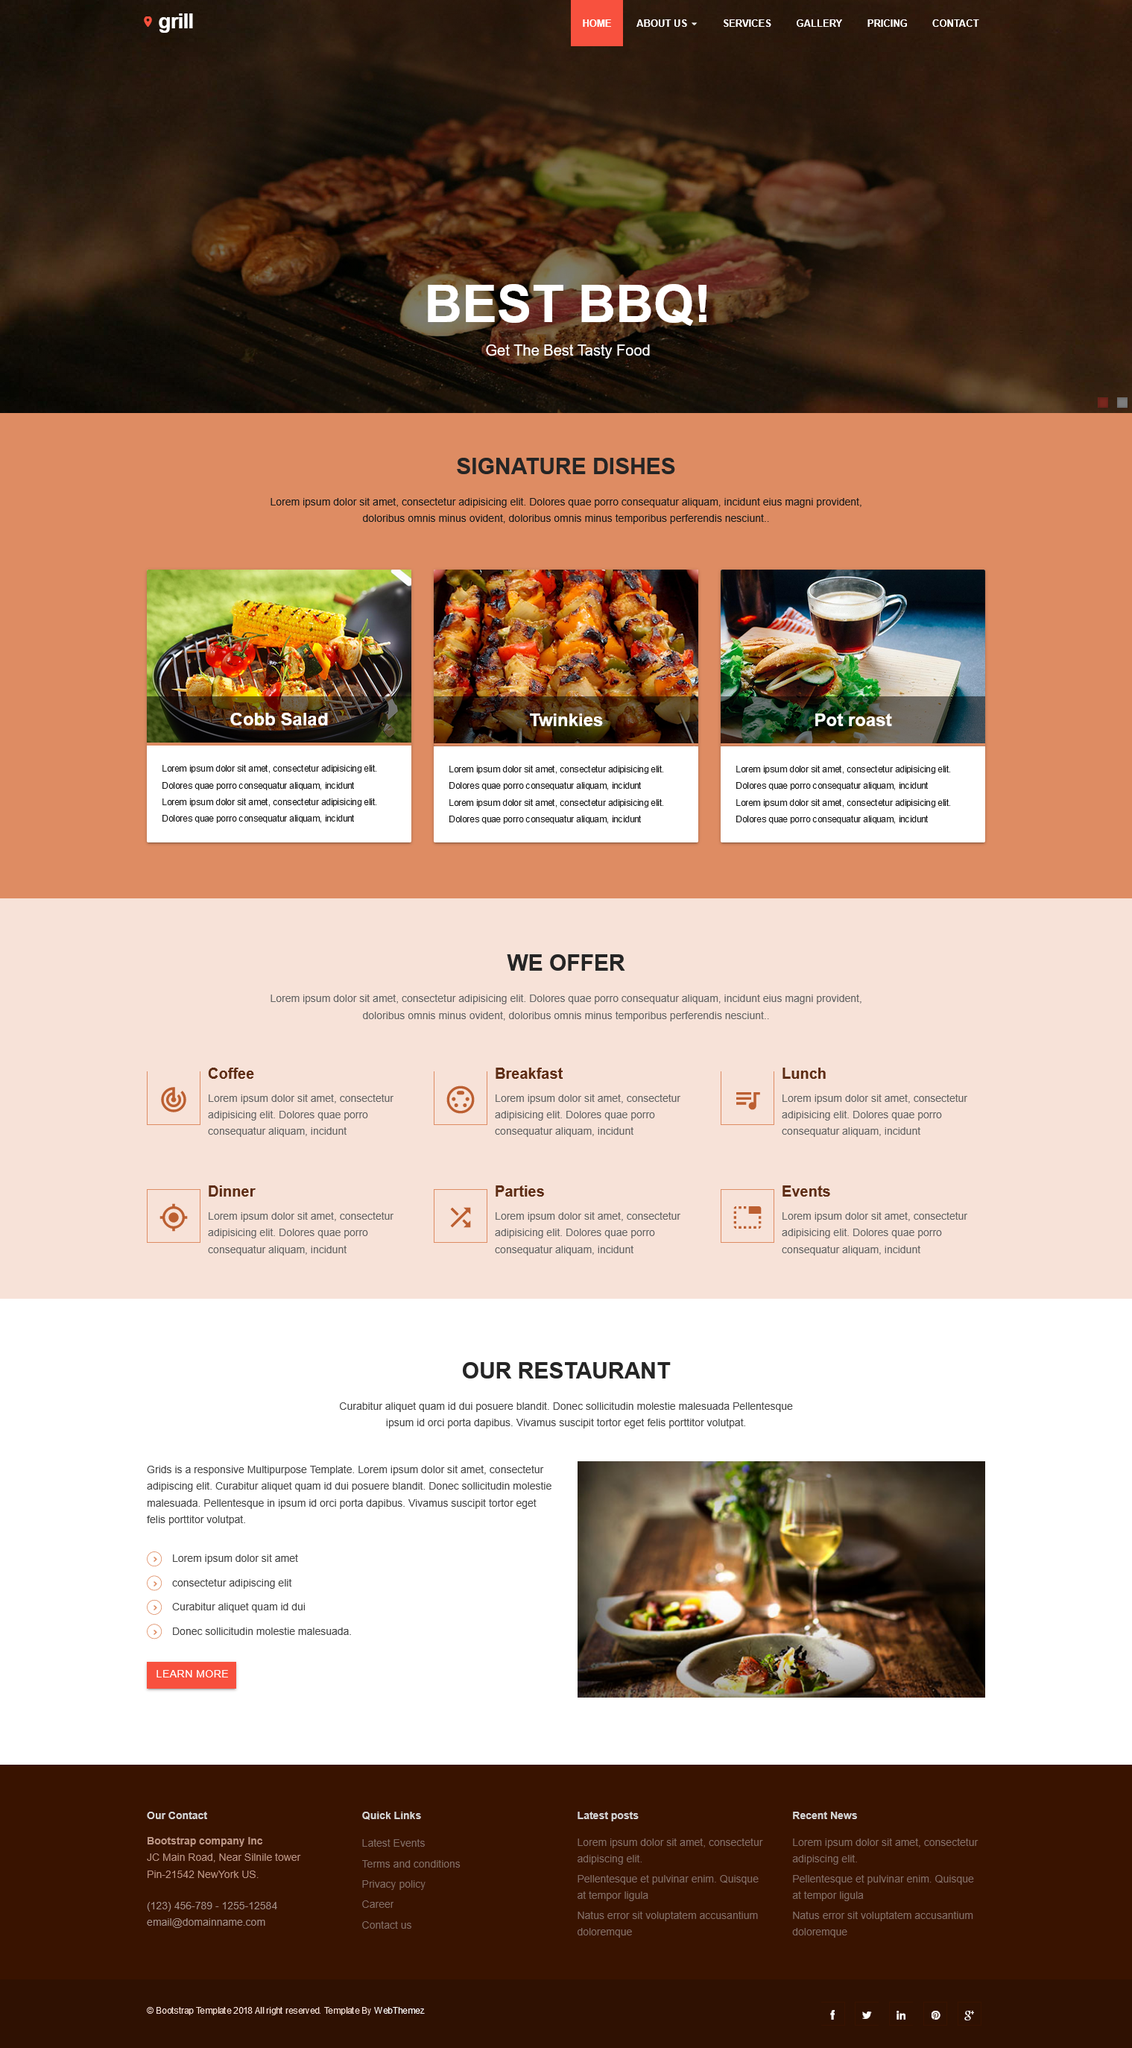 grill
HOME ABOUT US SERVICES GALLERY PRICING CONTACT
BEST BBQ!
Get The Best Tasty Food
SIGNATURE DISHES
Lorem ipsum dolor sit amet, consectetur adipisicing elit. Dolores quae porro consequatur aliquam, incidunt eius magni provident,
doloribus omnis minus ovident, doloribus omnis minus temporibus perferendis nesciunt..
Cobb Salad
Lorem ipsum dolor sit amet, consectetur adipisicing elit.
Dolores quae porro consequatur aliquam, incidunt
Lorem ipsum dolor sit amet, consectetur adipisicing elit.
Dolores quae porro consequatur aliquam, incidunt
Twinkies
Lorem ipsum dolor sit amet, consectetur adipisicing elit.
Dolores quae porro consequatur aliquam, incidunt
Lorem ipsum dolor sit amet, consectetur adipisicing elit.
Dolores quae porro consequatur aliquam, incidunt
Pot roast
Lorem ipsum dolor sit amet, consectetur adipisicing elit.
Dolores quae porro consequatur aliquam, incidunt
Lorem ipsum dolor sit amet, consectetur adipisicing elit.
Dolores quae porro consequatur aliquam, incidunt
WE OFFER
Lorem ipsum dolor sit amet, consectetur adipisicing elit. Dolores quae porro consequatur aliquam, incidunt eius magni provident,
doloribus omnis minus ovident, doloribus omnis minus temporibus perferendis nesciunt..
Coffee
Lorem ipsum dolor sit amet, consectetur
adipisicing elit. Dolores quae porro
consequatur aliquam, incidunt
Breakfast
Lorem ipsum dolor sit amet, consectetur
adipisicing elit. Dolores quae porro
consequatur aliquam, incidunt
Lunch
Lorem ipsum dolor sit amet, consectetur
adipisicing elit. Dolores quae porro
consequatur aliquam, incidunt
Dinner
Lorem ipsum dolor sit amet, consectetur
adipisicing elit. Dolores quae porro
consequatur aliquam, incidunt
Parties
Lorem ipsum dolor sit amet, consectetur
adipisicing elit. Dolores quae porro
consequatur aliquam, incidunt
Events
Lorem ipsum dolor sit amet, consectetur
adipisicing elit. Dolores quae porro
consequatur aliquam, incidunt
OUR RESTAURANT
Curabitur aliquet quam id dui posuere blandit. Donec sollicitudin molestie malesuada Pellentesque
ipsum id orci porta dapibus. Vivamus suscipit tortor eget felis porttitor volutpat.
Grids is a responsive Multipurpose Template. Lorem ipsum dolor sit amet, consectetur
adipiscing elit. Curabitur aliquet quam id dui posuere blandit. Donec sollicitudin molestie
malesuada. Pellentesque in ipsum id orci porta dapibus. Vivamus suscipit tortor eget
felis porttitor volutpat.
Lorem ipsum dolor sit amet
consectetur adipiscing elit
Curabitur aliquet quam id dui
Donec sollicitudin molestie malesuada.
LEARN MORE
Our Contact
Bootstrap company Inc
JC Main Road, Near Silnile tower
Pin-21542 NewYork US.
(123) 456-789 - 1255-12584
email@domainname.com
Quick Links
Latest Events
Terms and conditions
Privacy policy
Career
Contact us
Latest posts
Lorem ipsum dolor sit amet, consectetur
adipiscing elit.
Pellentesque et pulvinar enim. Quisque
at tempor ligula
Natus error sit voluptatem accusantium
doloremque
Recent News
Lorem ipsum dolor sit amet, consectetur
adipiscing elit.
Pellentesque et pulvinar enim. Quisque
at tempor ligula
Natus error sit voluptatem accusantium
doloremque
© Bootstrap Template 2018 All right reserved. Template By WebThemez